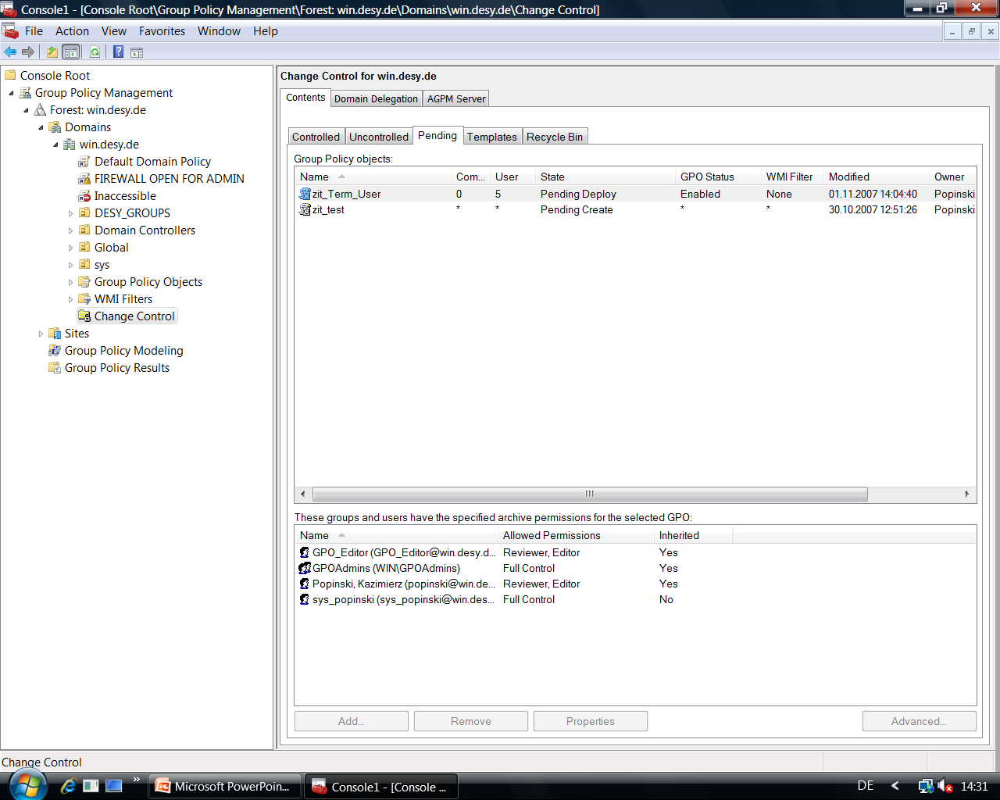 Console1 - [Console Root\Group Policy Management\Forest: win.desy.de\Domains\win.desy.de\Change Control]
File Action View Favorites Window Help
Console Root
Group Policy Management
Forest: win.desy.de
Domains
win.desy.de
Default Domain Policy
FIREWALL OPEN FOR ADMIN
Inaccessible
DESY_GROUPS
Domain Controllers
Global
sys
Group Policy Objects
WMI Filters
Change Control
Sites
Group Policy Modeling
Group Policy Results
Change Control for win.desy.de
Contents Domain Delegation AGPM Server
Controlled Uncontrolled Pending Templates Recycle Bin
Group Policy objects:
Name Com... User State GPO Status WMI Filter Modified Owner
zit_Term_User 0 5 Pending Deploy Enabled None 01.11.2007 14:04:40 Popinski
zit_test * * Pending Create * * 30.10.2007 12:51:26 Popinski
These groups and users have the specified archive permissions for the selected GPO:
Name Allowed Permissions Inherited
GPO_Editor (GPO_Editor@win.desy.d... Reviewer, Editor Yes
GPOAdmins (WIN\GPOAdmins) Full Control Yes
Popinski, Kazimierz (popinski@win.de... Reviewer, Editor Yes
sys_popinski (sys_popinski@win.des... Full Control No
Add... Remove Properties Advanced...
Change Control
» Microsoft PowerPoin... Console1 - [Console ... DE < 14:31